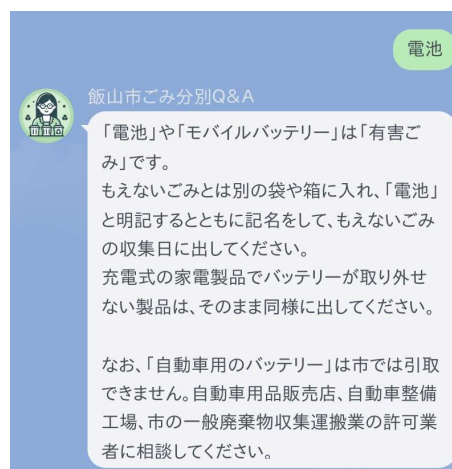 電池
飯山市ごみ分別Q&A
「電池」や「モバイルバッテリー」は「有害ご
み」です。
もえないごみとは別の袋や箱に入れ、「電池」
と明記するとともに記名をして、もえないごみ
の収集日に出してください。
充電式の家電製品でバッテリーが取り外せ
ない製品は、そのまま同様に出してください。
なお、「自動車用のバッテリー」は市では引取
できません。自動車用品販売店、自動車整備
工場、市の一般廃棄物収集運搬業の許可業
者に相談してください。